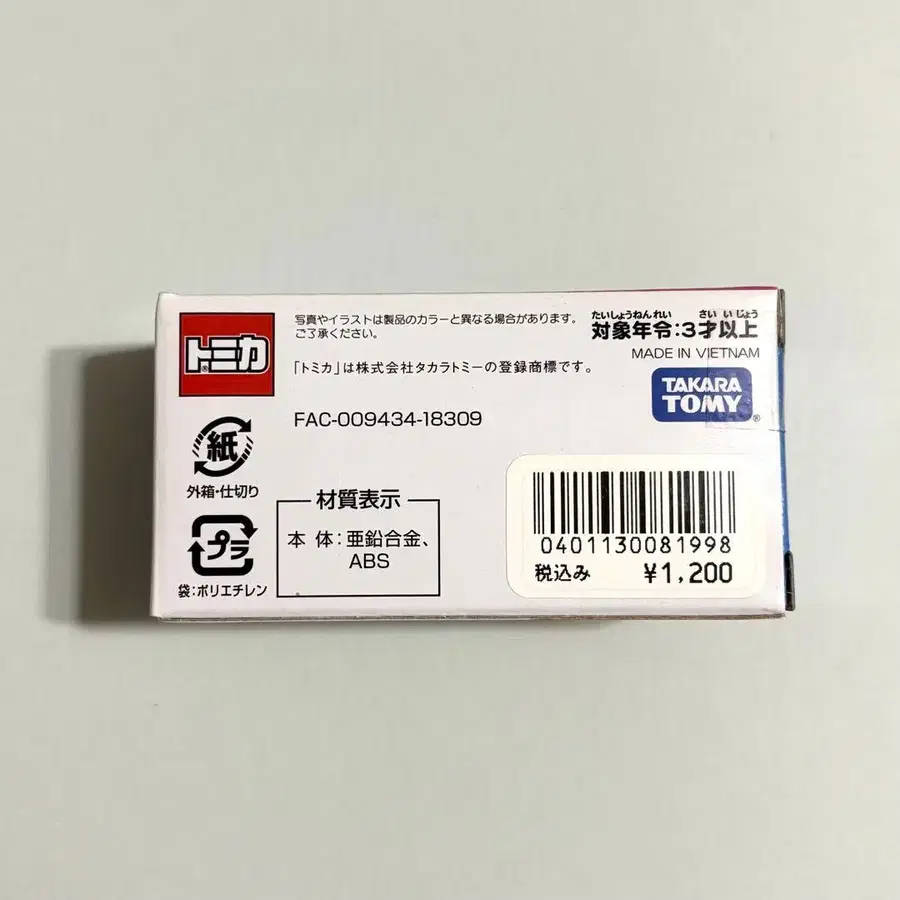 トミカ®
写真やイラストは製品のカラーと異なる場合があります。
ご了承ください。
「トミカ」は株式会社タカラトミーの登録商標です。
FAC-009434-18309
紙
外箱・仕切り
プラ
袋:ポリエチレン
材質表示
本 体:亜鉛合金、
ABS
たいしょうねんれい さい いじょう
対象年令:3才以上
MADE IN VIETNAM
TAKARA
TOMY®
0401130081998
税込み ¥1,200